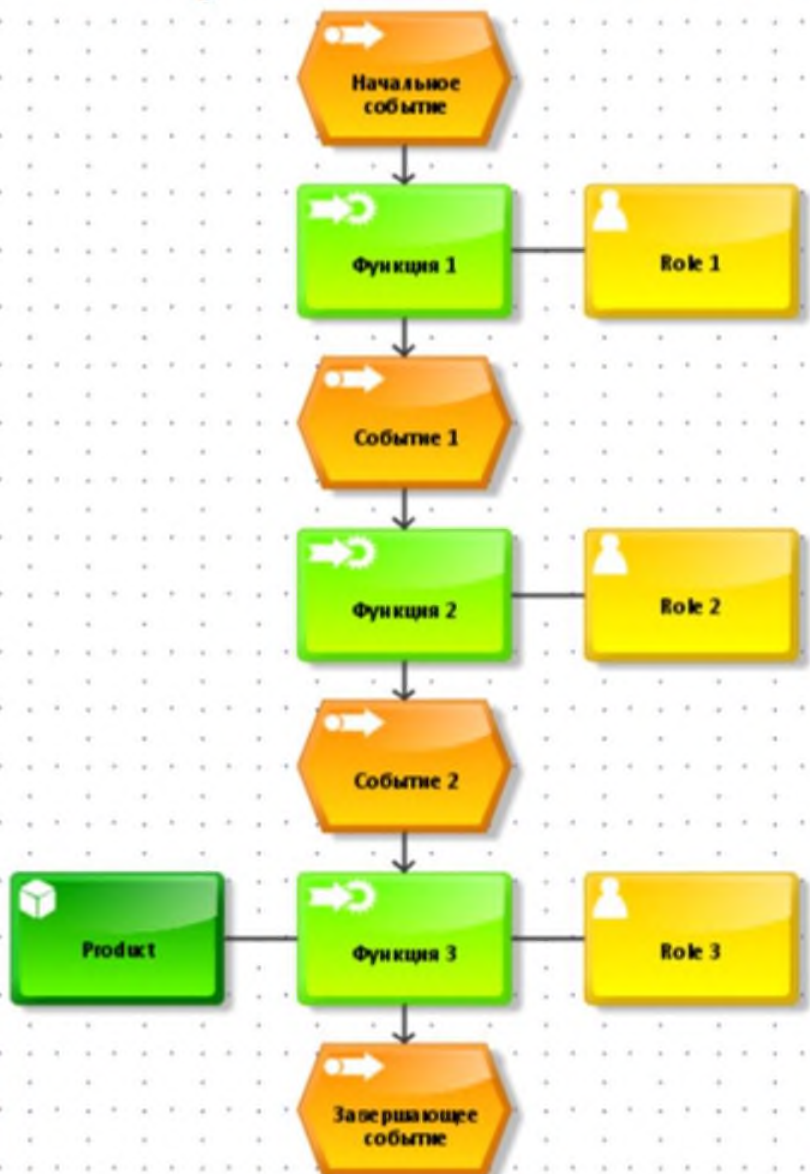 Начальное
событие
Функция 1
Role 1
Событие 1
Функция 2
Role 2
Событие 2
Product
Функция 3
Role 3
Завершающее
событие